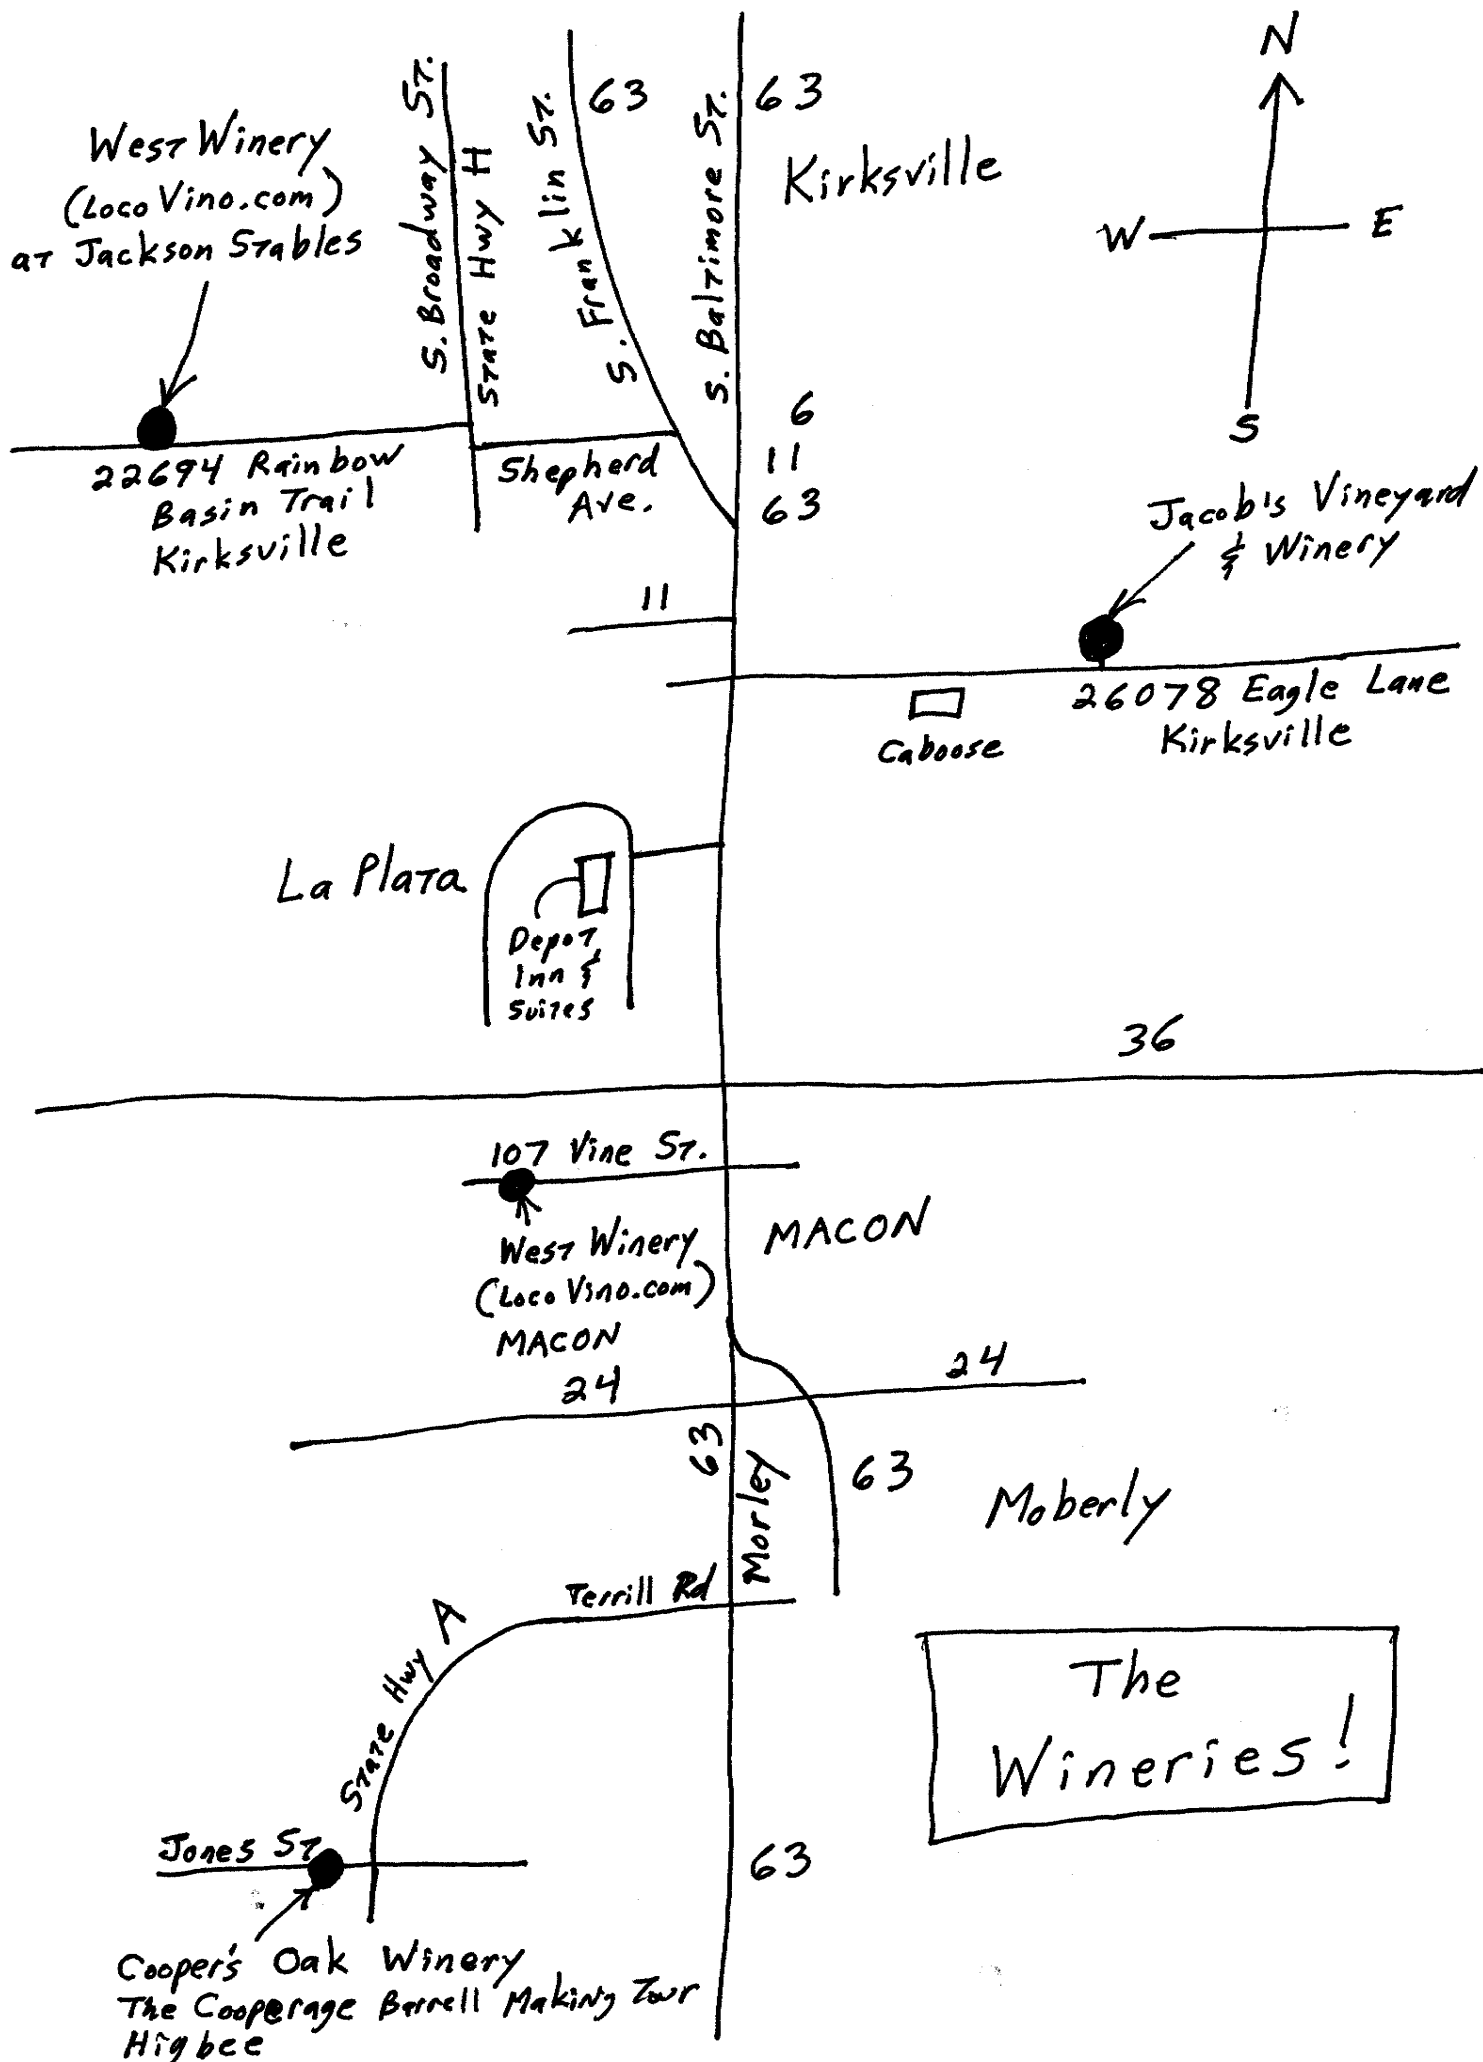 N
W
E
S
West Winery
(Loco Vino.com)
at Jackson Stables
S. Broadway St.
State Hwy H
S. Franklin St.
63
S. Baltimore St.
63
Kirksville
6
11
63
22694 Rainbow
Basin Trail
Kirksville
Shepherd
Ave.
Jacob's Vineyard
& Winery
11
26078 Eagle Lane
Kirksville
Caboose
La Plata
Depot
Inn &
Suites
36
107 Vine St.
West Winery
(Loco Vino.com)
MACON
MACON
24
24
63
Morley
63
Moberly
Terrill Rd
State Hwy A
The
Wineries!
Jones St
63
Cooper's Oak Winery
The Cooperage Barrell Making Tour
Higbee